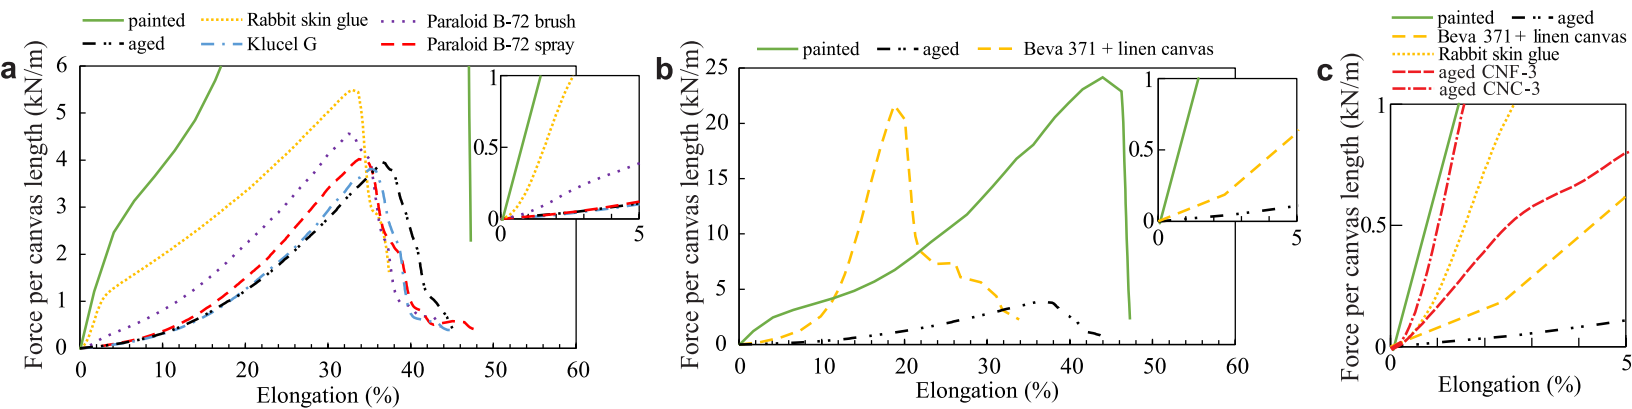 a
painted
Rabbit skin glue
Paraloid B-72 brush
aged
Klucel G
Paraloid B-72 spray
Force per canvas length (kN/m)
6
5
4
3
2
1
0
0 10 20 30 40 50 60
Elongation (%)
1
0.5
0
0 5
b
painted
aged
Beva 371 + linen canvas
Force per canvas length (kN/m)
25
20
15
10
5
0
0 10 20 30 40 50 60
Elongation (%)
1
0.5
0
0 5
c
painted
aged
Beva 371 + linen canvas
Rabbit skin glue
aged CNF-3
aged CNC-3
Force per canvas length (kN/m)
1
0.5
0
0 5
Elongation (%)